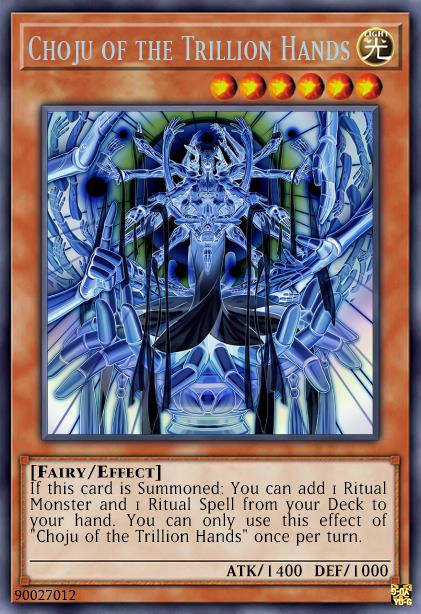 Choju of the Trillion Hands
LIGHT
光
[Fairy/Effect]
If this card is Summoned: You can add 1 Ritual
Monster and 1 Ritual Spell from your Deck to
your hand. You can only use this effect of
"Choju of the Trillion Hands" once per turn.
ATK/1400 DEF/1000
90027012